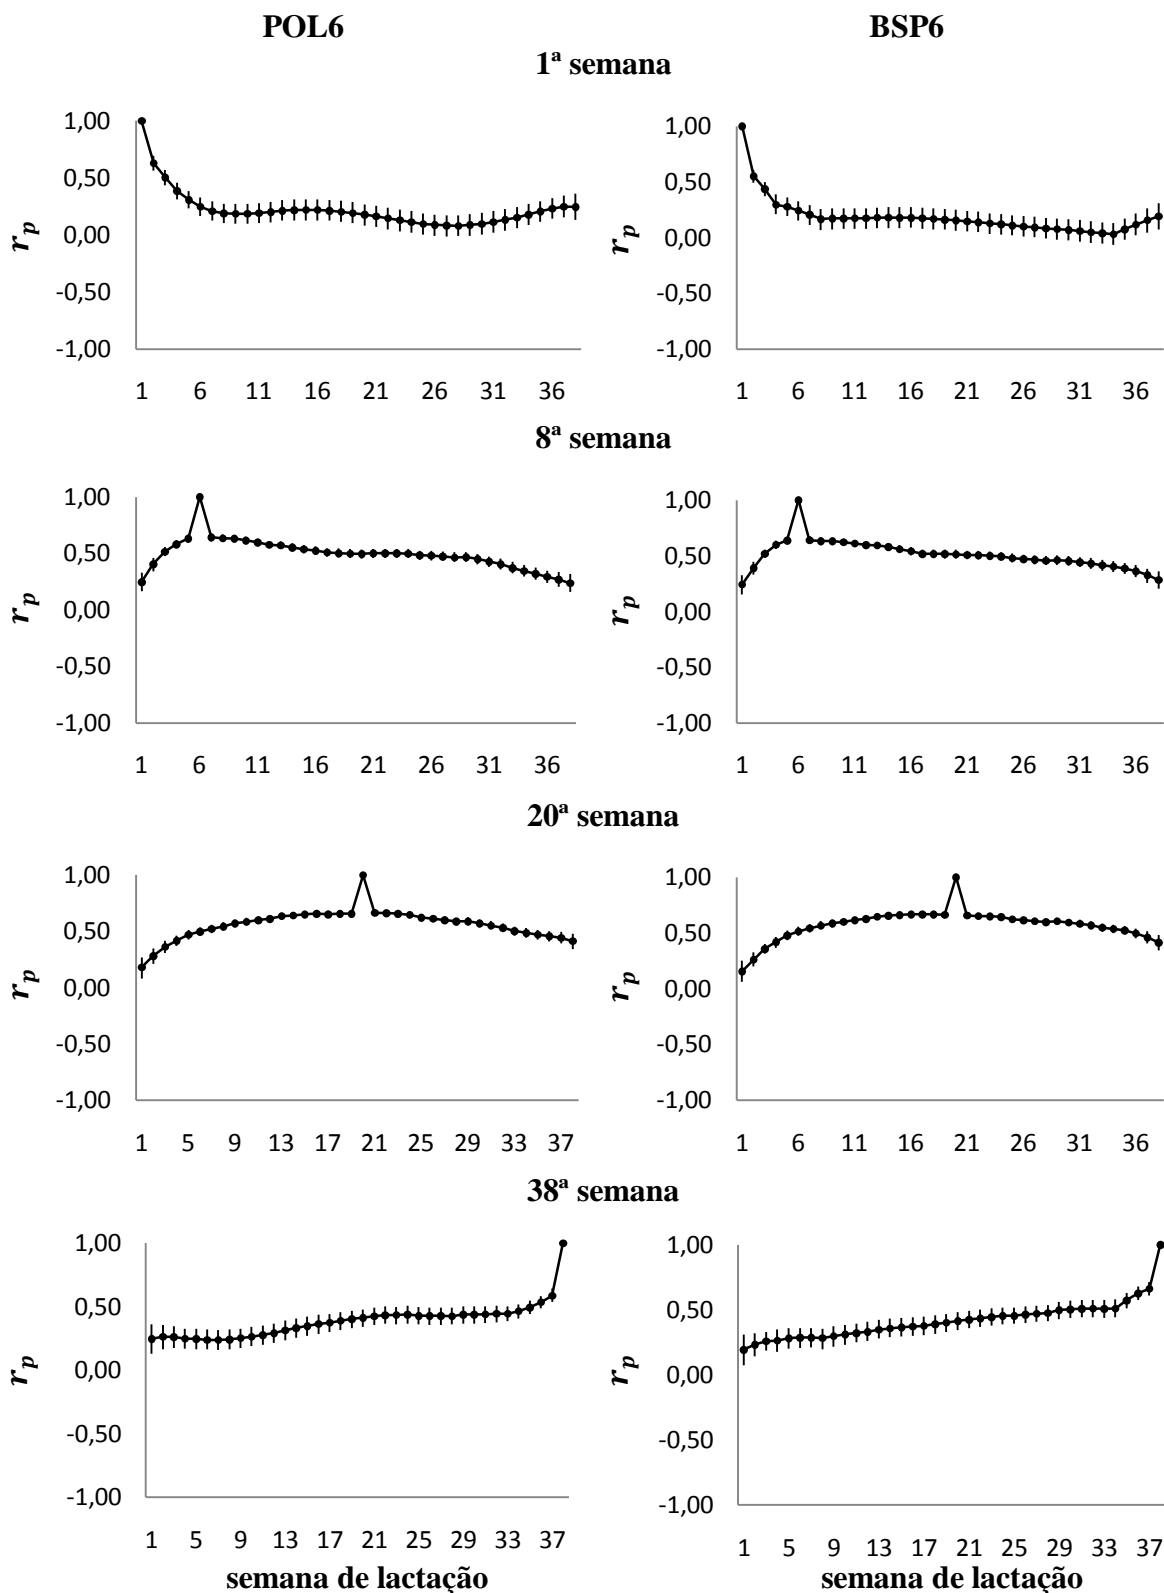 POL6 BSP6
1ª semana
1,00 1,00
0,50 0,50
0,00 0,00
-0,50 -0,50
-1,00 -1,00
r_p r_p
1 6 11 16 21 26 31 36 1 6 11 16 21 26 31 36
8ª semana
1,00 1,00
0,50 0,50
0,00 0,00
-0,50 -0,50
-1,00 -1,00
r_p r_p
1 6 11 16 21 26 31 36 1 6 11 16 21 26 31 36
20ª semana
1,00 1,00
0,50 0,50
0,00 0,00
-0,50 -0,50
-1,00 -1,00
r_p r_p
1 5 9 13 17 21 25 29 33 37 1 6 11 16 21 26 31 36
38ª semana
1,00 1,00
0,50 0,50
0,00 0,00
-0,50 -0,50
-1,00 -1,00
r_p r_p
1 5 9 13 17 21 25 29 33 37 1 5 9 13 17 21 25 29 33 37
semana de lactação semana de lactação